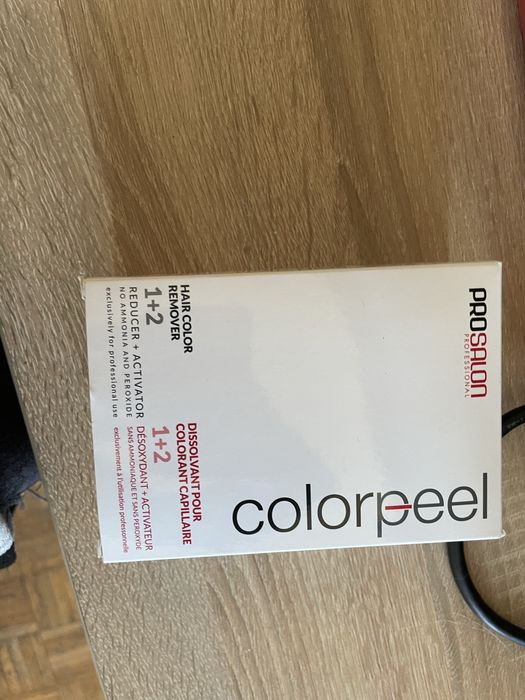 PROSALON
PROFESSIONAL
colorpeel
HAIR COLOR
REMOVER
1+2
REDUCER + ACTIVATOR
NO AMMONIA AND PEROXIDE
exclusively for professional use
DISSOLVANT POUR
COLORANT CAPILLAIRE
1+2
DÉSOXYDANT + ACTIVATEUR
SANS AMMONIAQUE ET SANS PEROXYDE
exclusivement à l'utilisation professionnelle